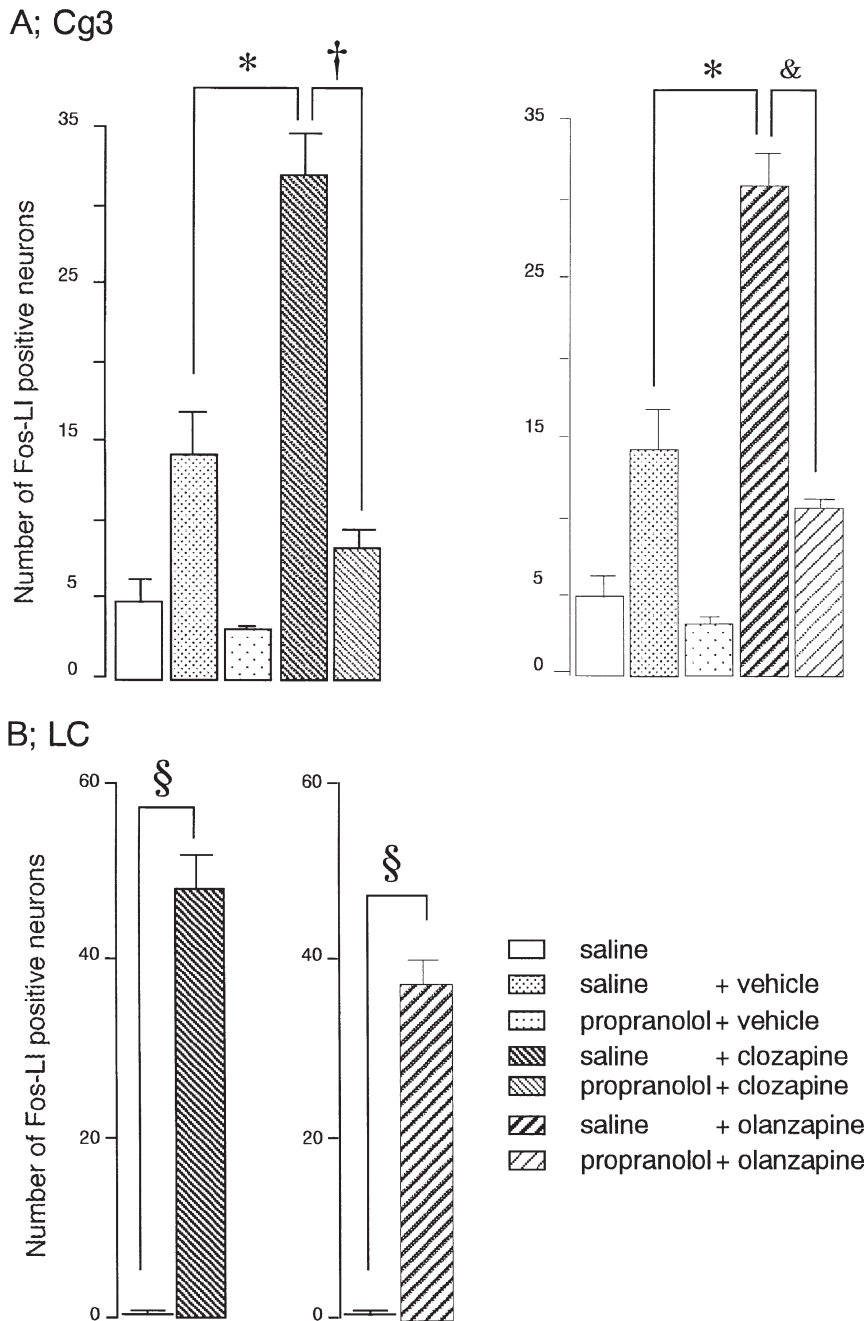 A; Cg3
* †
* &
Number of Fos-LI positive neurons
35
25
15
5
0
35
25
15
5
0
B; LC
§
§
Number of Fos-LI positive neurons
60
40
20
0
60
40
20
0
saline
saline + vehicle
propranolol + vehicle
saline + clozapine
propranolol + clozapine
saline + olanzapine
propranolol + olanzapine